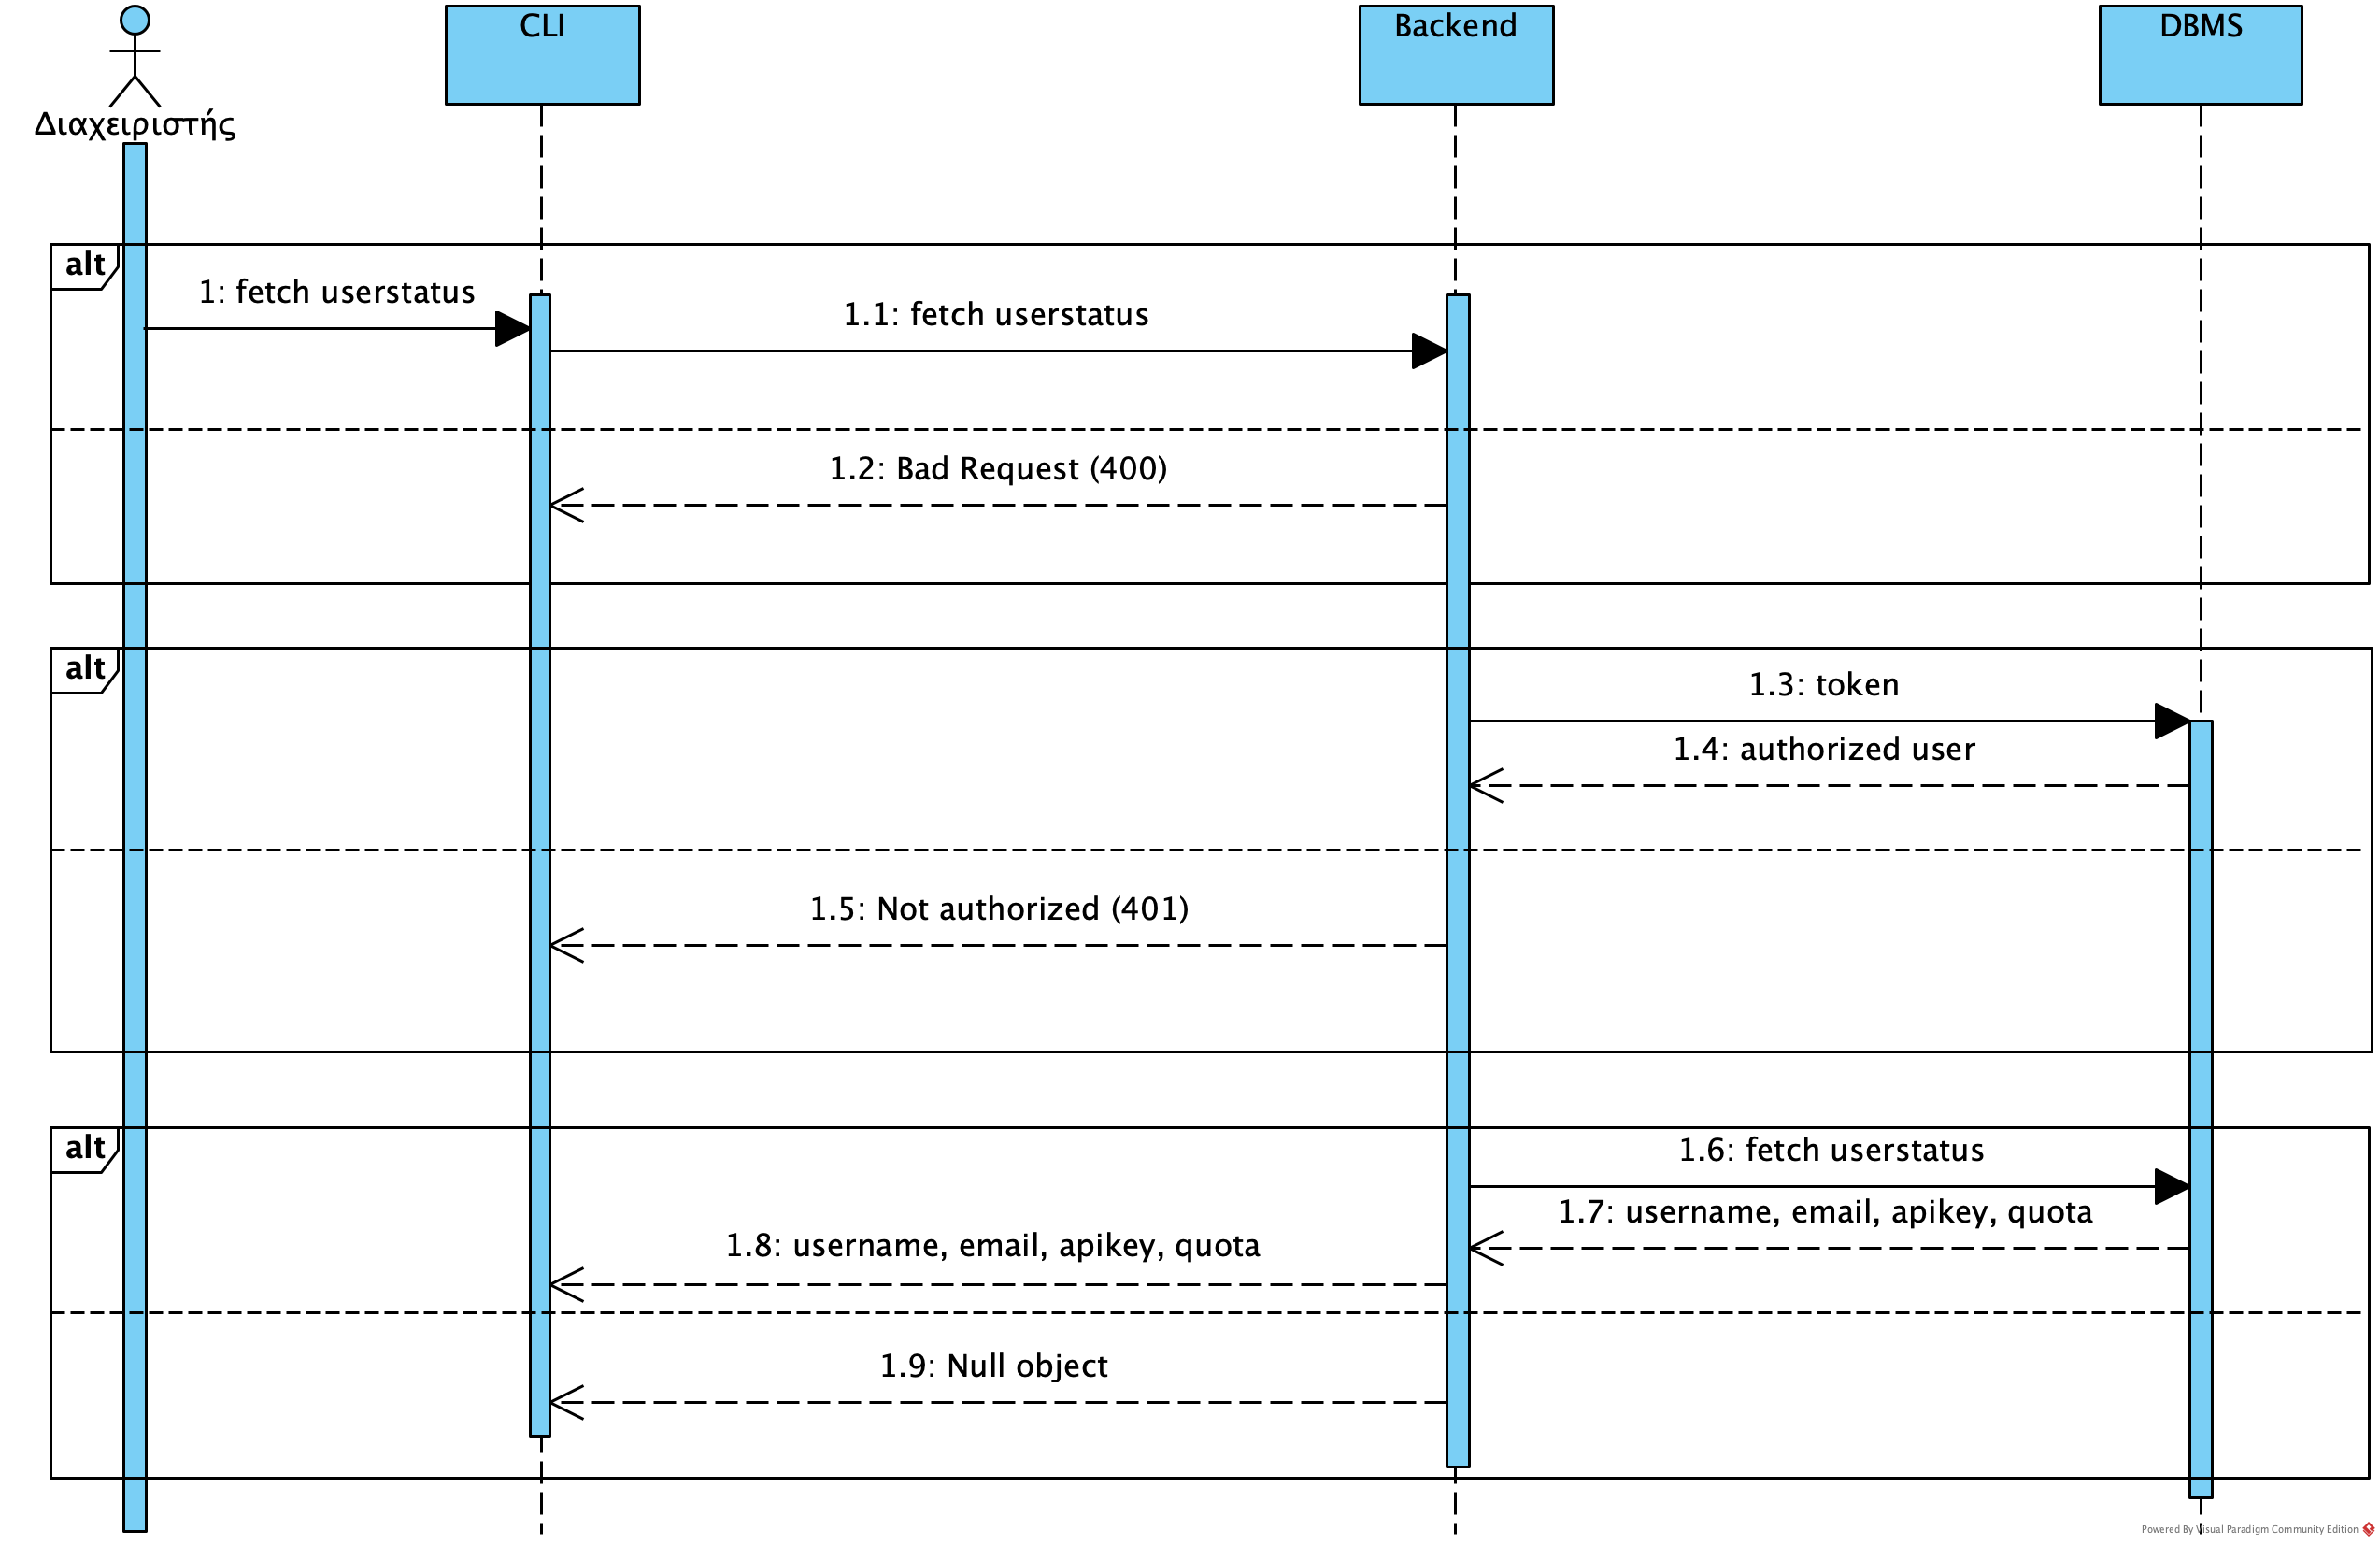 Διαχειριστής
CLI
Backend
DBMS
alt
1: fetch userstatus
1.1: fetch userstatus
1.2: Bad Request (400)
alt
1.3: token
1.4: authorized user
1.5: Not authorized (401)
alt
1.6: fetch userstatus
1.7: username, email, apikey, quota
1.8: username, email, apikey, quota
1.9: Null object
Powered By Visual Paradigm Community Edition